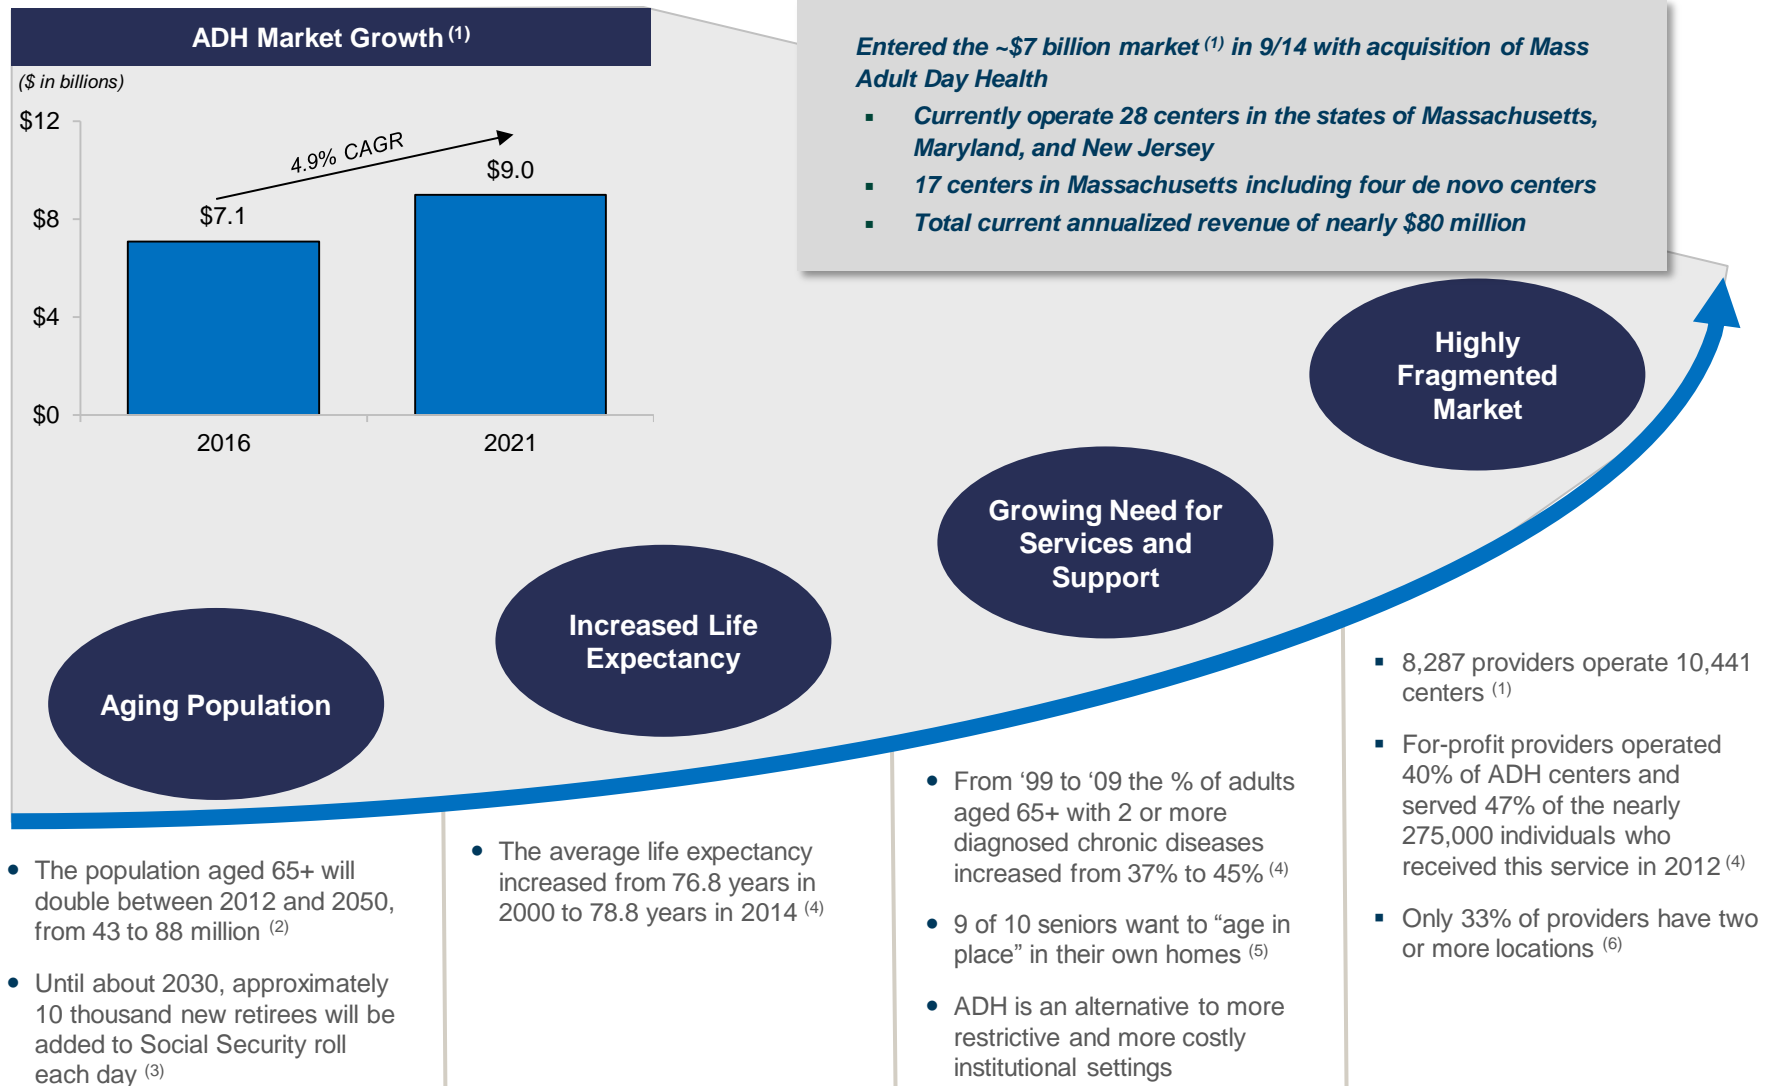 ADH Market Growth (1)
($ in billions)
$12
$8
$4
$0
4.9% CAGR
$7.1
$9.0
2016
2021
Entered the ~$7 billion market (1) in 9/14 with acquisition of Mass
Adult Day Health
▪ Currently operate 28 centers in the states of Massachusetts,
Maryland, and New Jersey
▪ 17 centers in Massachusetts including four de novo centers
▪ Total current annualized revenue of nearly $80 million
Aging Population
Increased Life
Expectancy
Growing Need for
Services and
Support
Highly
Fragmented
Market
• The population aged 65+ will
double between 2012 and 2050,
from 43 to 88 million (2)
• Until about 2030, approximately
10 thousand new retirees will be
added to Social Security roll
each day (3)
• The average life expectancy
increased from 76.8 years in
2000 to 78.8 years in 2014 (4)
• From ‘99 to ‘09 the % of adults
aged 65+ with 2 or more
diagnosed chronic diseases
increased from 37% to 45% (4)
• 9 of 10 seniors want to “age in
place” in their own homes (5)
• ADH is an alternative to more
restrictive and more costly
institutional settings
▪ 8,287 providers operate 10,441
centers (1)
▪ For-profit providers operated
40% of ADH centers and
served 47% of the nearly
275,000 individuals who
received this service in 2012 (4)
▪ Only 33% of providers have two
or more locations (6)